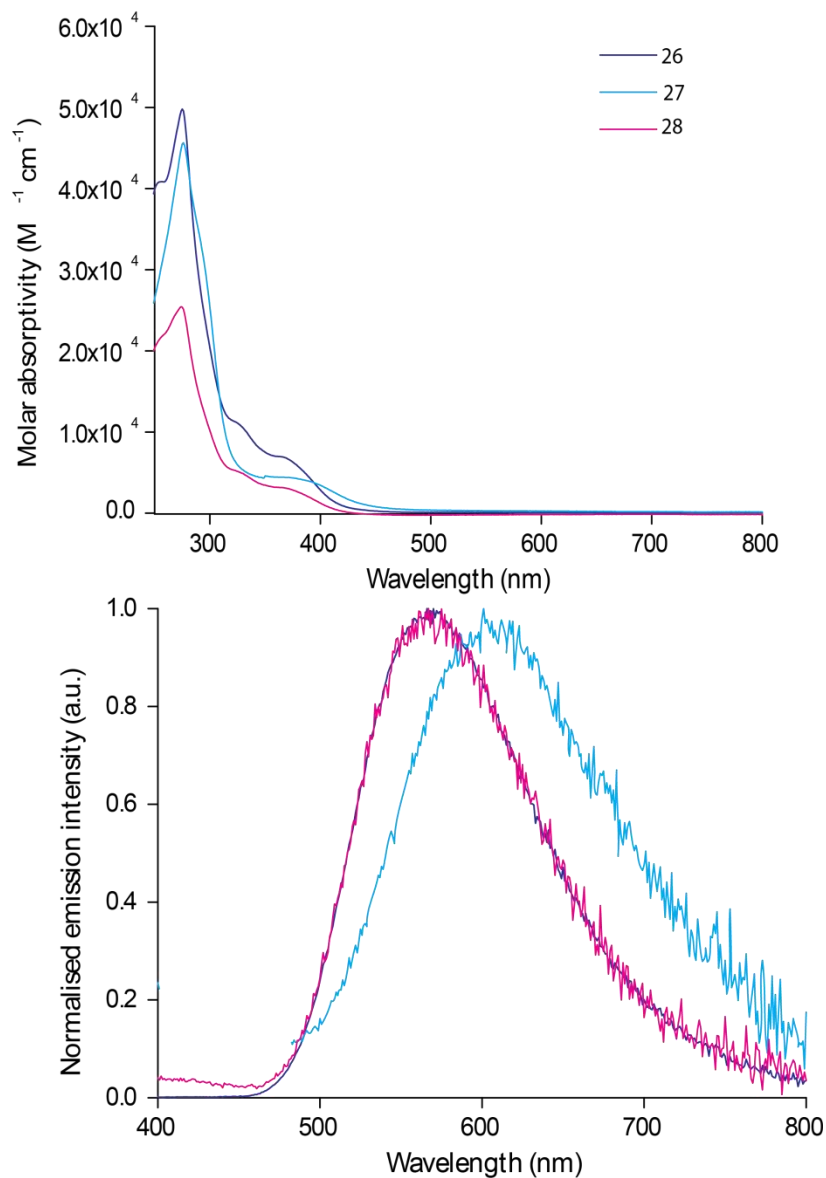 6.0x10 4
5.0x10 4
4.0x10 4
3.0x10 4
2.0x10 4
1.0x10 4
0.0
Molar absorptivity (M -1 cm -1)
26
27
28
300 400 500 600 700 800
Wavelength (nm)
1.0
0.8
0.6
0.4
0.2
0.0
Normalised emission intensity (a.u.)
400 500 600 700 800
Wavelength (nm)